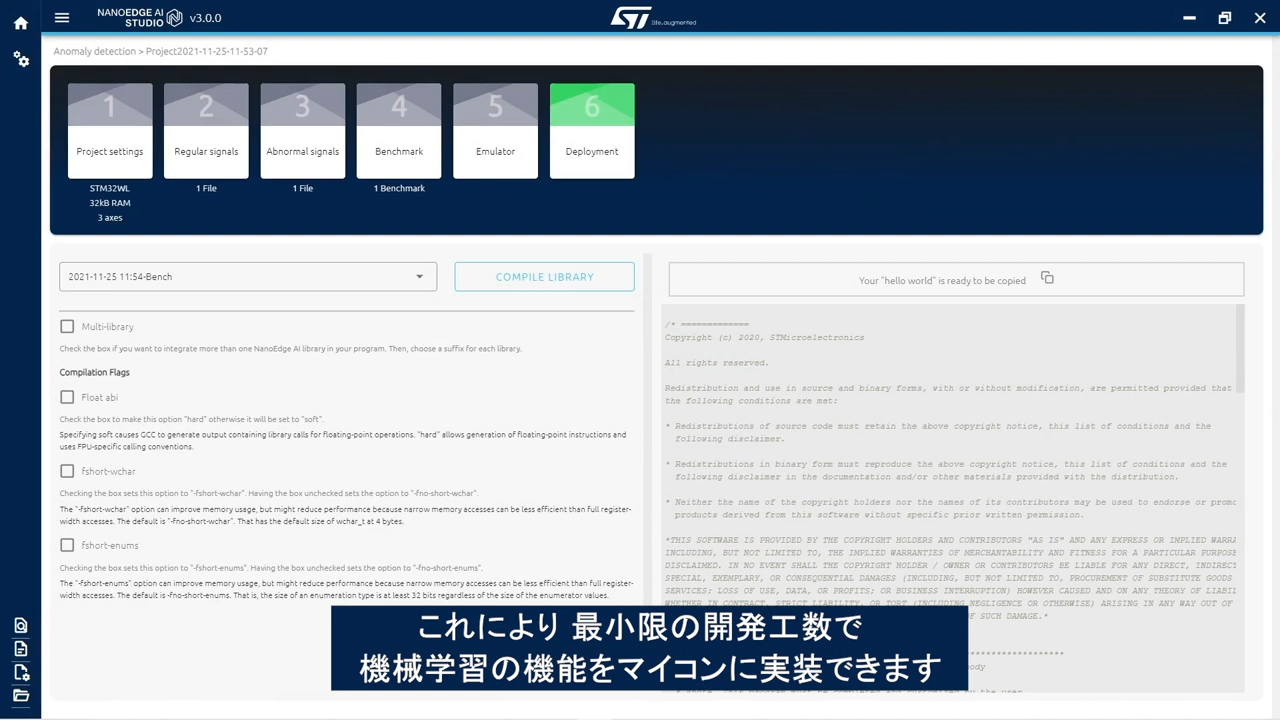 NANOEDGE AI
STUDIO
v3.0.0
ST
life.augmented
Anomaly detection > Project2021-11-25-11-53-07
1
2
3
4
5
6
Project settings
Regular signals
Abnormal signals
Benchmark
Emulator
Deployment
STM32WL
32kB RAM
3 axes
1 File
1 File
1 Benchmark
2021-11-25 11:54-Bench
COMPILE LIBRARY
Multi-library
Check the box if you want to integrate more than one NanoEdge AI library in your program. Then, choose a suffix for each library.
Compilation Flags
Float abi
Check the box to make this option "hard" otherwise it will be set to "soft".
Specifying soft causes GCC to generate output containing library calls for floating-point operations. "hard" allows generation of floating-point instructions and
uses FPU-specific calling conventions.
fshort-wchar
Checking the box sets this option to "-fshort-wchar". Having the box unchecked sets the option to "-fno-short-wchar".
The "-fshort-wchar" option can improve memory usage, but might reduce performance because narrow memory accesses can be less efficient than full register-
width accesses. The default is "-fno-short-wchar". That has the default size of wchar_t at 4 bytes.
fshort-enums
Checking the box sets this option to "-fshort-enums". Having the box unchecked sets the option to "-fno-short-enums".
The "-fshort-enums" option can improve memory usage, but might reduce performance because narrow memory accesses can be less efficient than full register-
width accesses. The default is -fno-short-enums. That is, the size of an enumerator type is at least 32 bits regardless of the size of the enumerator values.
Your "hello world" is ready to be copied
/* =============
Copyright (c) 2020, STMicroelectronics
All rights reserved.
Redistribution and use in source and binary forms, with or without modification, are permitted provided that
the following conditions are met:
* Redistributions of source code must retain the above copyright notice, this list of conditions and the
following disclaimer.
* Redistributions in binary form must reproduce the above copyright notice, this list of conditions and the
following disclaimer in the documentation and/or other materials provided with the distribution.
* Neither the name of the copyright holders nor the names of its contributors may be used to endorse or promo
products derived from this software without specific prior written permission.
*THIS SOFTWARE IS PROVIDED BY THE COPYRIGHT HOLDERS AND CONTRIBUTORS "AS IS" AND ANY EXPRESS OR IMPLIED WARRA
INCLUDING, BUT NOT LIMITED TO, THE IMPLIED WARRANTIES OF MERCHANTABILITY AND FITNESS FOR A PARTICULAR PURPOSE
DISCLAIMED. IN NO EVENT SHALL THE COPYRIGHT HOLDER / OWNER OR CONTRIBUTORS BE LIABLE FOR ANY DIRECT, INDIRECT
SPECIAL, EXEMPLARY, OR CONSEQUENTIAL DAMAGES (INCLUDING, BUT NOT LIMITED TO, PROCUREMENT OF SUBSTITUTE GOODS
SERVICES: LOSS OF USE, DATA, OR PROFITS: OR BUSINESS INTERRUPTION) HOWEVER CAUSED AND ON ANY THEORY OF LIABIL
WHETHER IN CONTRACT, STRICT LIABILITY, OR TORT (INCLUDING NEGLIGENCE OR OTHERWISE) ARISING IN ANY WAY OUT OF
OF SUCH DAMAGE.*
これにより 最小限の開発工数で
機械学習の機能をマイコンに実装できます